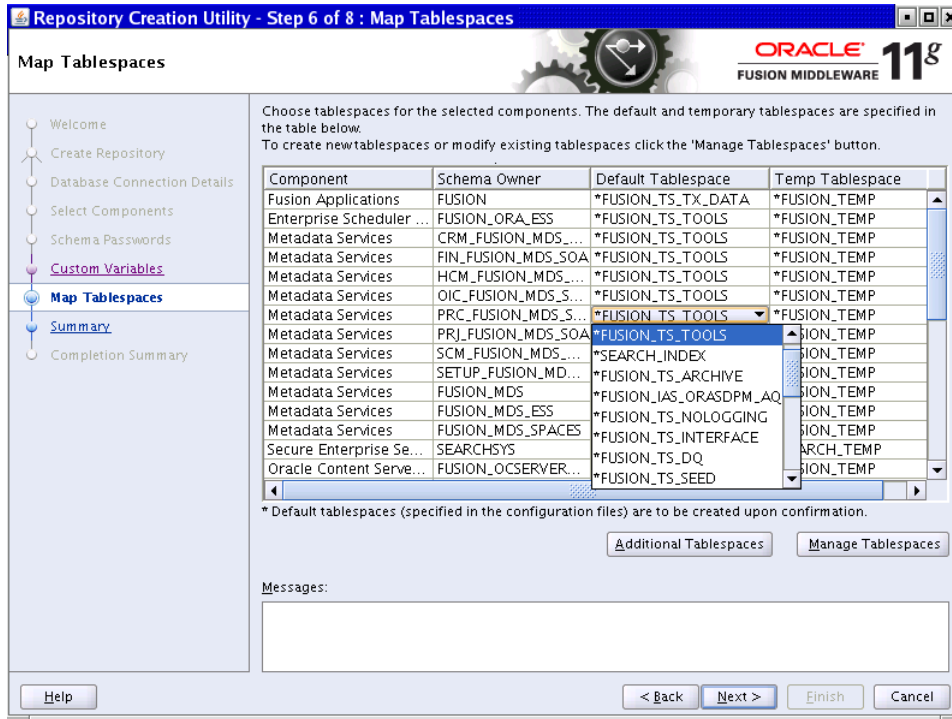 Repository Creation Utility - Step 6 of 8 : Map Tablespaces
Map Tablespaces
ORACLE
FUSION MIDDLEWARE
11g
Welcome
Create Repository
Database Connection Details
Select Components
Schema Passwords
Custom Variables
Map Tablespaces
Summary
Completion Summary
Choose tablespaces for the selected components. The default and temporary tablespaces are specified in
the table below.
To create new tablespaces or modify existing tablespaces click the 'Manage Tablespaces' button.
Component Schema Owner Default Tablespace Temp Tablespace
Fusion Applications FUSION *FUSION_TS_TX_DATA *FUSION_TEMP
Enterprise Scheduler ... FUSION_ORA_ESS *FUSION_TS_TOOLS *FUSION_TEMP
Metadata Services CRM_FUSION_MDS_... *FUSION_TS_TOOLS *FUSION_TEMP
Metadata Services FIN_FUSION_MDS_SOA *FUSION_TS_TOOLS *FUSION_TEMP
Metadata Services HCM_FUSION_MDS_... *FUSION_TS_TOOLS *FUSION_TEMP
Metadata Services OIC_FUSION_MDS_S... *FUSION_TS_TOOLS *FUSION_TEMP
Metadata Services PRC_FUSION_MDS_S... *FUSION_TS_TOOLS *FUSION_TEMP
Metadata Services PRJ_FUSION_MDS_SOA *FUSION_TS_TOOLS SION_TEMP
Metadata Services SCM_FUSION_MDS_... *SEARCH_INDEX SION_TEMP
Metadata Services SETUP_FUSION_MD... *FUSION_TS_ARCHIVE SION_TEMP
Metadata Services FUSION_MDS *FUSION_IAS_ORASDPM_AQ SION_TEMP
Metadata Services FUSION_MDS_ESS *FUSION_TS_NOLOGGING SION_TEMP
Metadata Services FUSION_MDS_SPACES *FUSION_TS_INTERFACE SION_TEMP
Secure Enterprise Se... SEARCHSYS *FUSION_TS_DQ ARCH_TEMP
Oracle Content Serve... FUSION_OCSERVER... *FUSION_TS_SEED SION_TEMP
* Default tablespaces (specified in the configuration files) are to be created upon confirmation.
Additional Tablespaces Manage Tablespaces
Messages:
Help < Back Next > Finish Cancel